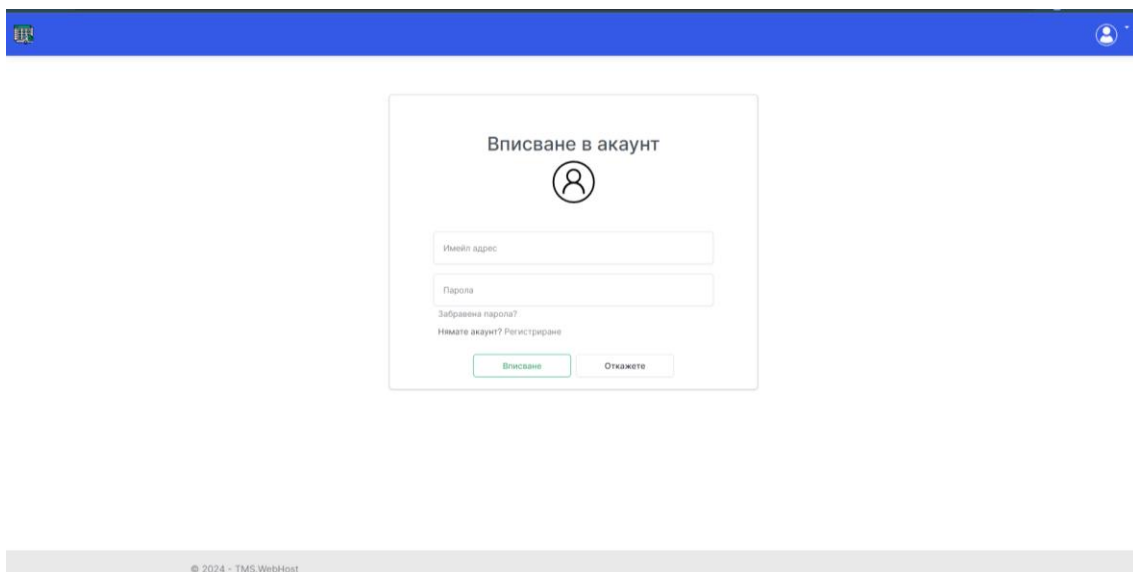 Вписване в акаунт
Имейл адрес
Парола
Забравена парола?
Нямате акаунт? Регистриране
Вписване
Откажете
© 2024 - TMS.WebHost